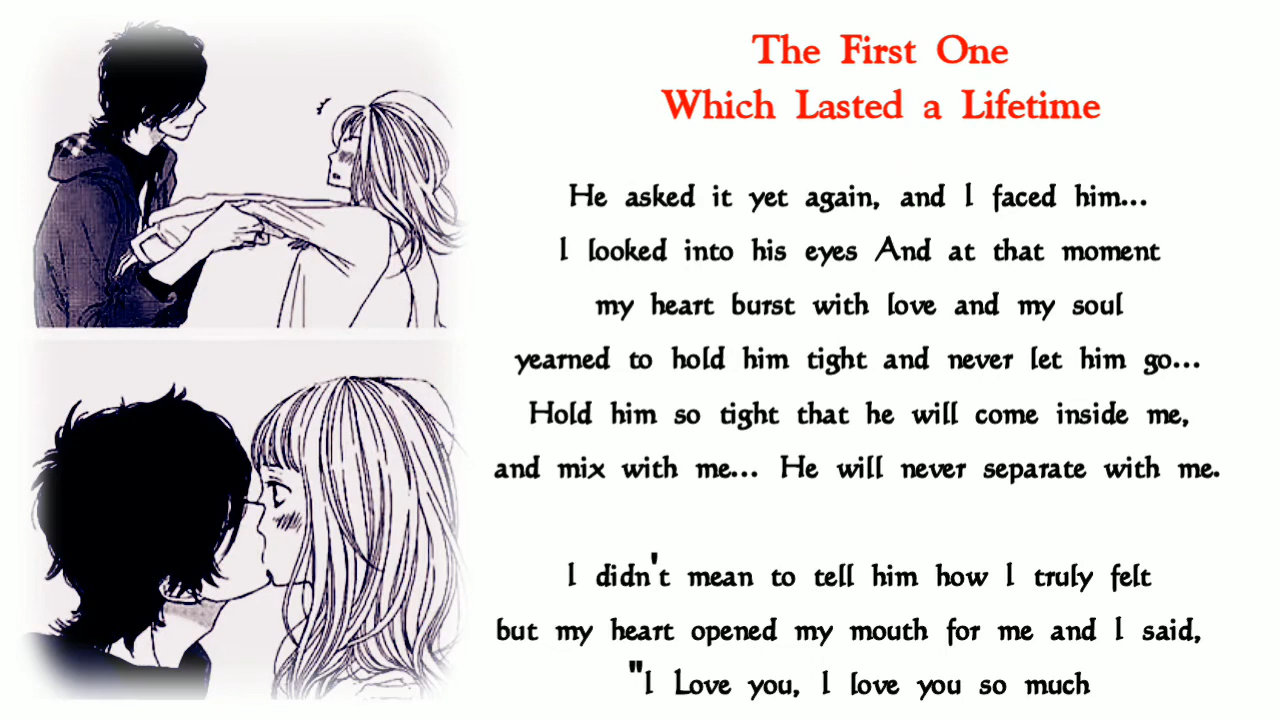 The First One
Which Lasted a Lifetime
He asked it yet again, and I faced him...
I looked into his eyes And at that moment
my heart burst with love and my soul
yearned to hold him tight and never let him go...
Hold him so tight that he will come inside me,
and mix with me... He will never separate with me.
I didn't mean to tell him how I truly felt
but my heart opened my mouth for me and I said,
"I Love you, I love you so much